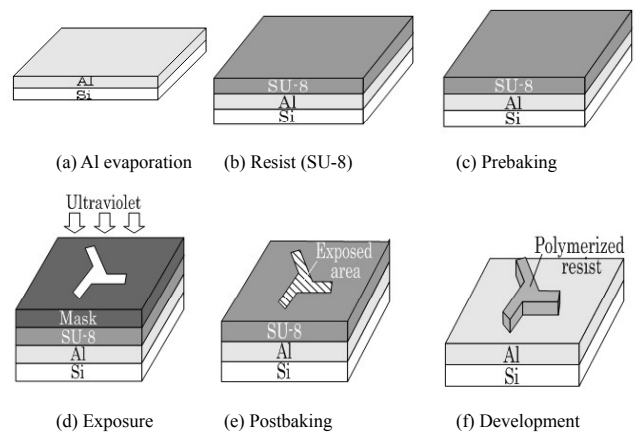 Al
Si
SU-8
Al
Si
SU-8
Al
Si
(a) Al evaporation
(b) Resist (SU-8)
(c) Prebaking
Ultraviolet
Mask
SU-8
Al
Si
Exposed
area
SU-8
Al
Si
Polymerized
resist
Al
Si
(d) Exposure
(e) Postbaking
(f) Development